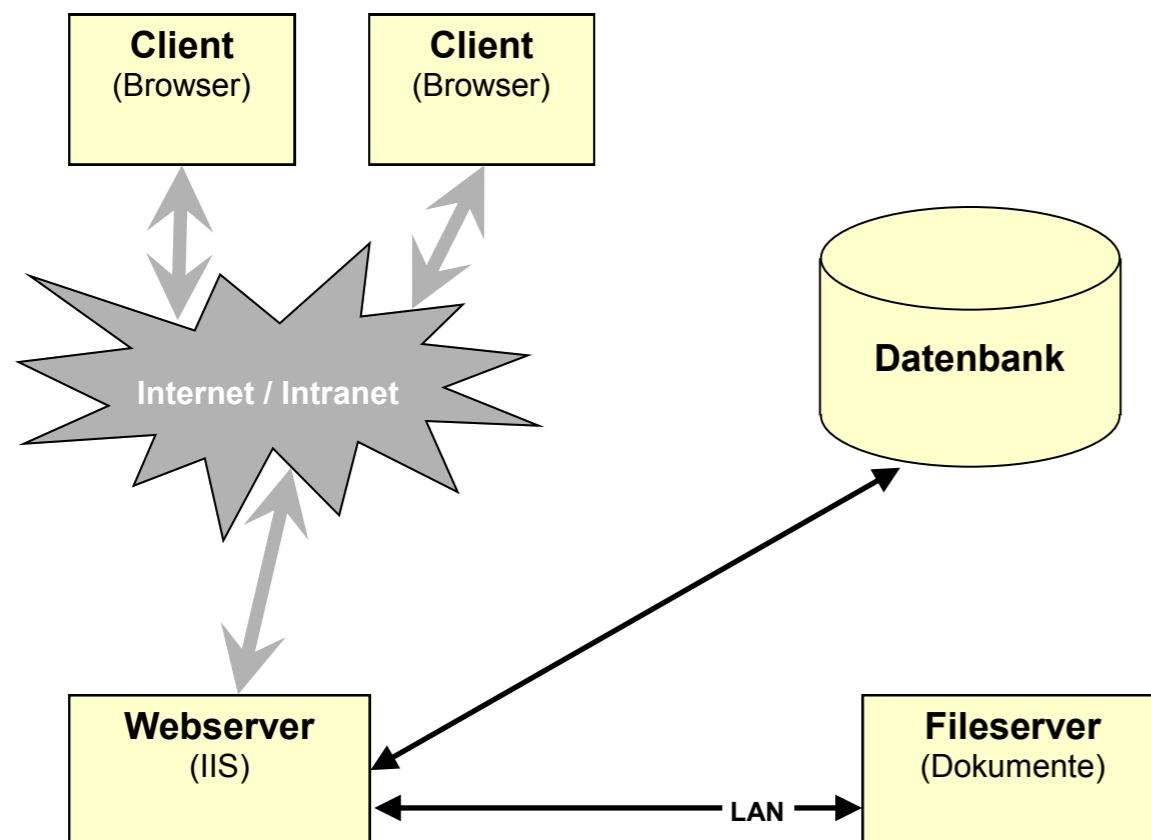 Client
(Browser)
Client
(Browser)
Internet / Intranet
Datenbank
Webserver
(IIS)
LAN
Fileserver
(Dokumente)